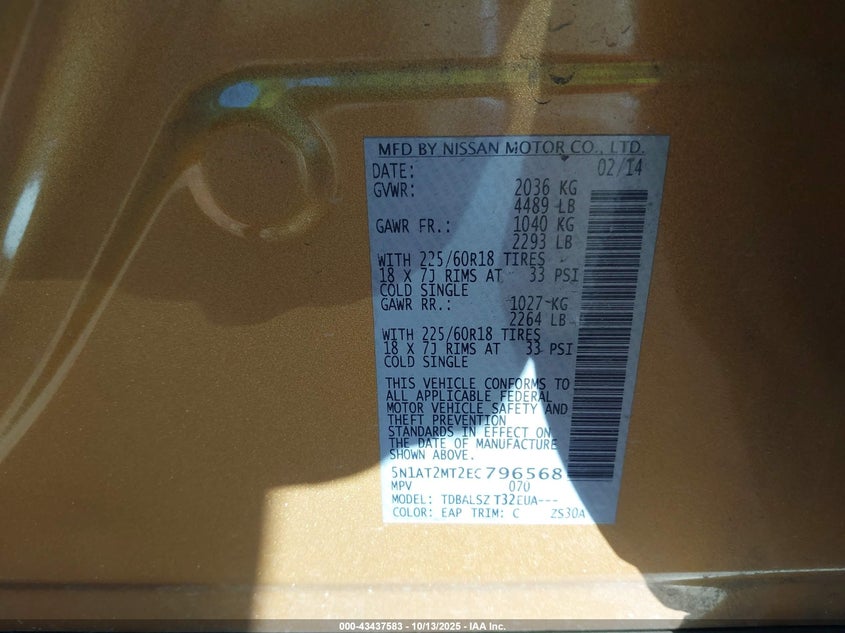 MFD BY NISSAN MOTOR CO., LTD.
DATE: 02/14
GVWR: 2036 KG
4489 LB
GAWR FR.: 1040 KG
2293 LB
WITH 225/60R18 TIRES
18 X 7J RIMS AT 33 PSI
COLD SINGLE
GAWR RR.: 1027 KG
2264 LB
WITH 225/60R18 TIRES
18 X 7J RIMS AT 33 PSI
COLD SINGLE
THIS VEHICLE CONFORMS TO
ALL APPLICABLE FEDERAL
MOTOR VEHICLE SAFETY AND
THEFT PREVENTION
STANDARDS IN EFFECT ON
THE DATE OF MANUFACTURE
SHOWN ABOVE.
5N1AT2MT2EC796568
MPV 070
MODEL: TDBALSZ T32EUA---
COLOR: EAP TRIM: C ZS30A
000-43437583 - 10/13/2025 - IAA Inc.